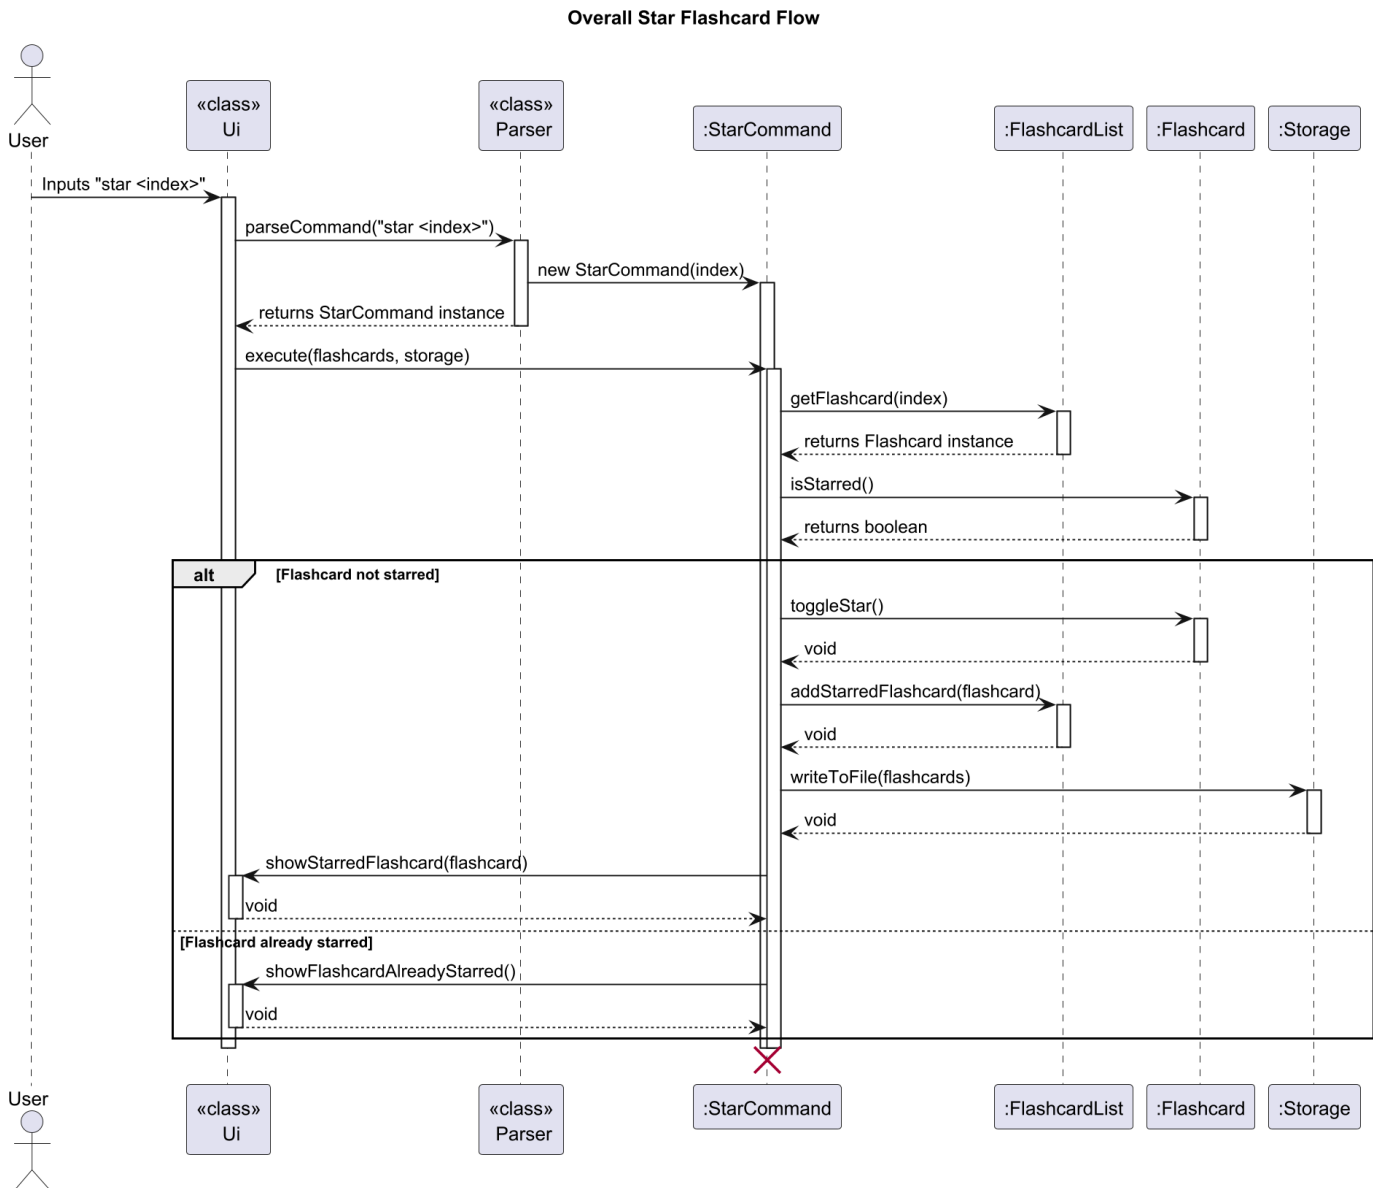 Overall Star Flashcard Flow
User
«class»
Ui
«class»
Parser
:StarCommand
:FlashcardList
:Flashcard
:Storage
Inputs "star <index>"
parseCommand("star <index>")
new StarCommand(index)
returns StarCommand instance
execute(flashcards, storage)
getFlashcard(index)
returns Flashcard instance
isStarred()
returns boolean
alt
[Flashcard not starred]
toggleStar()
void
addStarredFlashcard(flashcard)
void
writeToFile(flashcards)
void
showStarredFlashcard(flashcard)
void
[Flashcard already starred]
showFlashcardAlreadyStarred()
void
User
«class»
Ui
«class»
Parser
:StarCommand
:FlashcardList
:Flashcard
:Storage